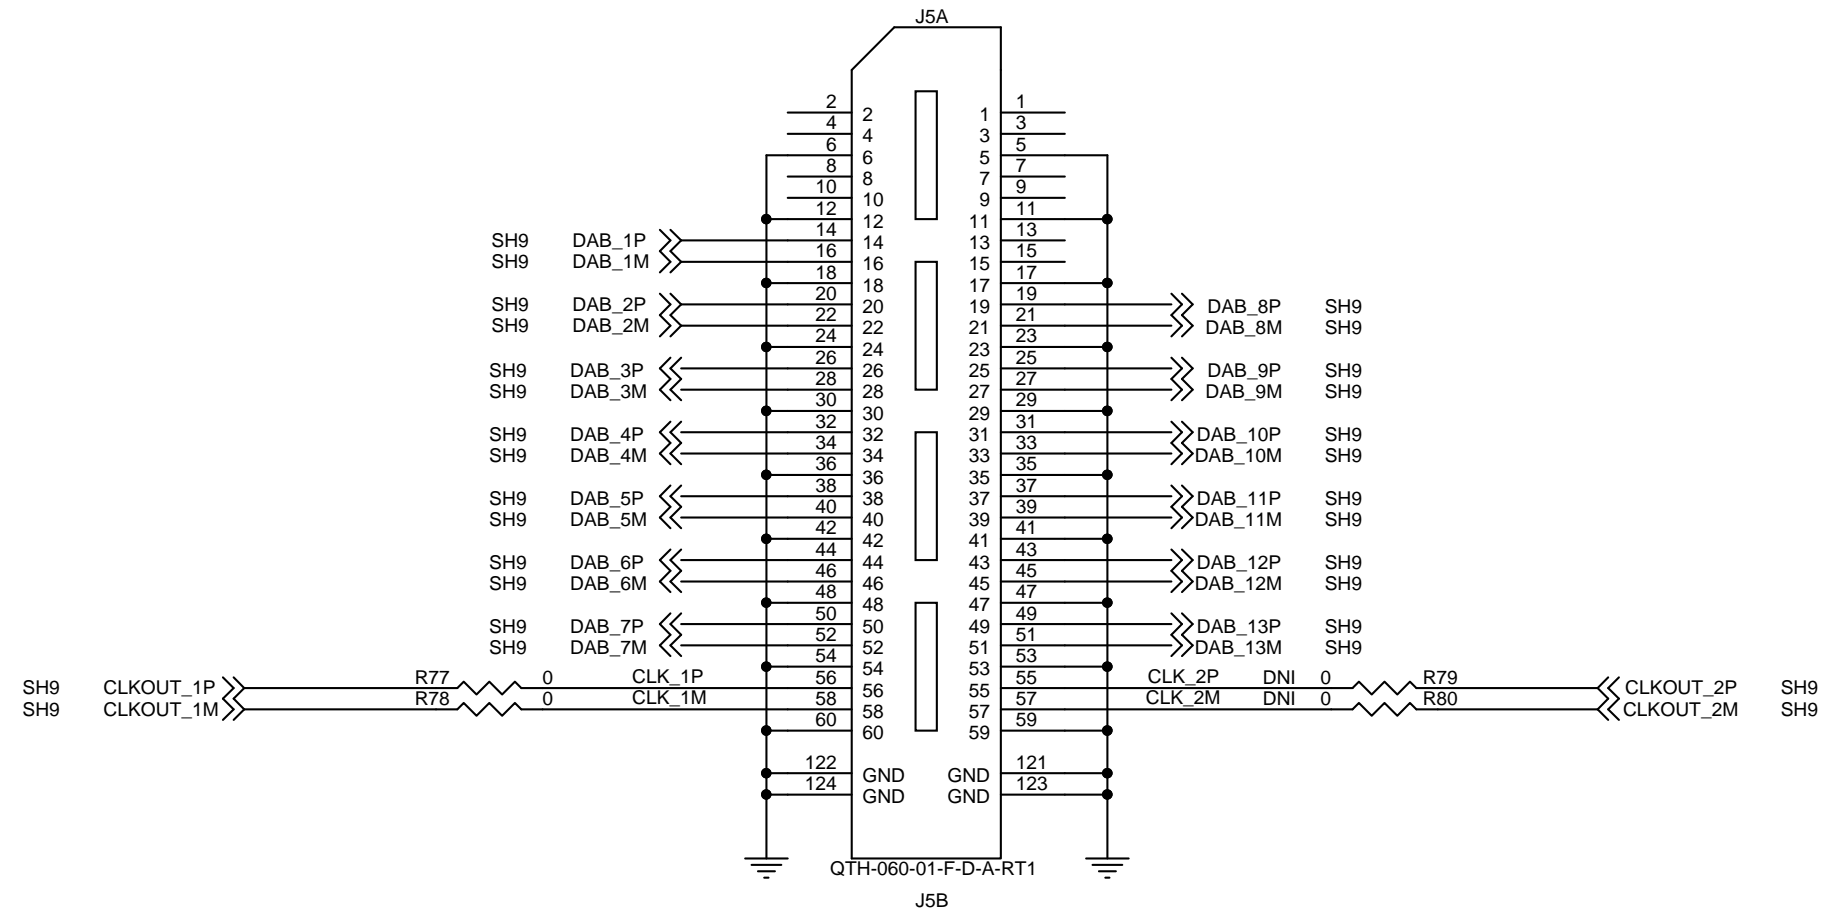 J5A
2 2 1 1
4 4 3 3
6 6 5 5
8 8 7 7
10 10 9 9
12 12 11 11
SH9 DAB_1P 14 14 13 13
SH9 DAB_1M 16 16 15 15
18 18 17 17
SH9 DAB_2P 20 20 19 19 DAB_8P SH9
SH9 DAB_2M 22 22 21 21 DAB_8M SH9
24 24 23 23
SH9 DAB_3P 26 26 25 25 DAB_9P SH9
SH9 DAB_3M 28 28 27 27 DAB_9M SH9
30 30 29 29
SH9 DAB_4P 32 32 31 31 DAB_10P SH9
SH9 DAB_4M 34 34 33 33 DAB_10M SH9
36 36 35 35
SH9 DAB_5P 38 38 37 37 DAB_11P SH9
SH9 DAB_5M 40 40 39 39 DAB_11M SH9
42 42 41 41
SH9 DAB_6P 44 44 43 43 DAB_12P SH9
SH9 DAB_6M 46 46 45 45 DAB_12M SH9
48 48 47 47
SH9 DAB_7P 50 50 49 49 DAB_13P SH9
SH9 DAB_7M 52 52 51 51 DAB_13M SH9
54 54 53 53
SH9 CLKOUT_1P R77 0 CLK_1P 56 56 55 55 CLK_2P DNI 0 R79 CLKOUT_2P SH9
SH9 CLKOUT_1M R78 0 CLK_1M 58 58 57 57 CLK_2M DNI 0 R80 CLKOUT_2M SH9
60 60 59 59
122 GND GND 121
124 GND GND 123
QTH-060-01-F-D-A-RT1
J5B